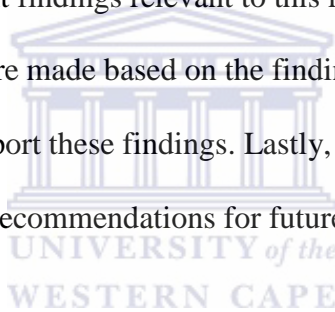 findings relevant to this
re made based on the findin
port these findings. Lastly,
ecommendations for future
UNIVERSITY of the
WESTERN CAPE